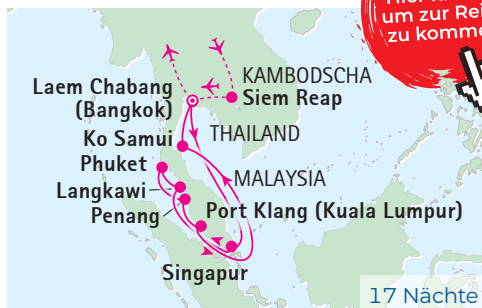 Hier klicken
um zur Rei
zu komme
Laem Chabang
(Bangkok)
KAMBODSCHA
Siem Reap
Ko Samui
THAILAND
Phuket
Langkawi
MALAYSIA
Penang
Port Klang (Kuala Lumpur)
Singapur
17 Nächte